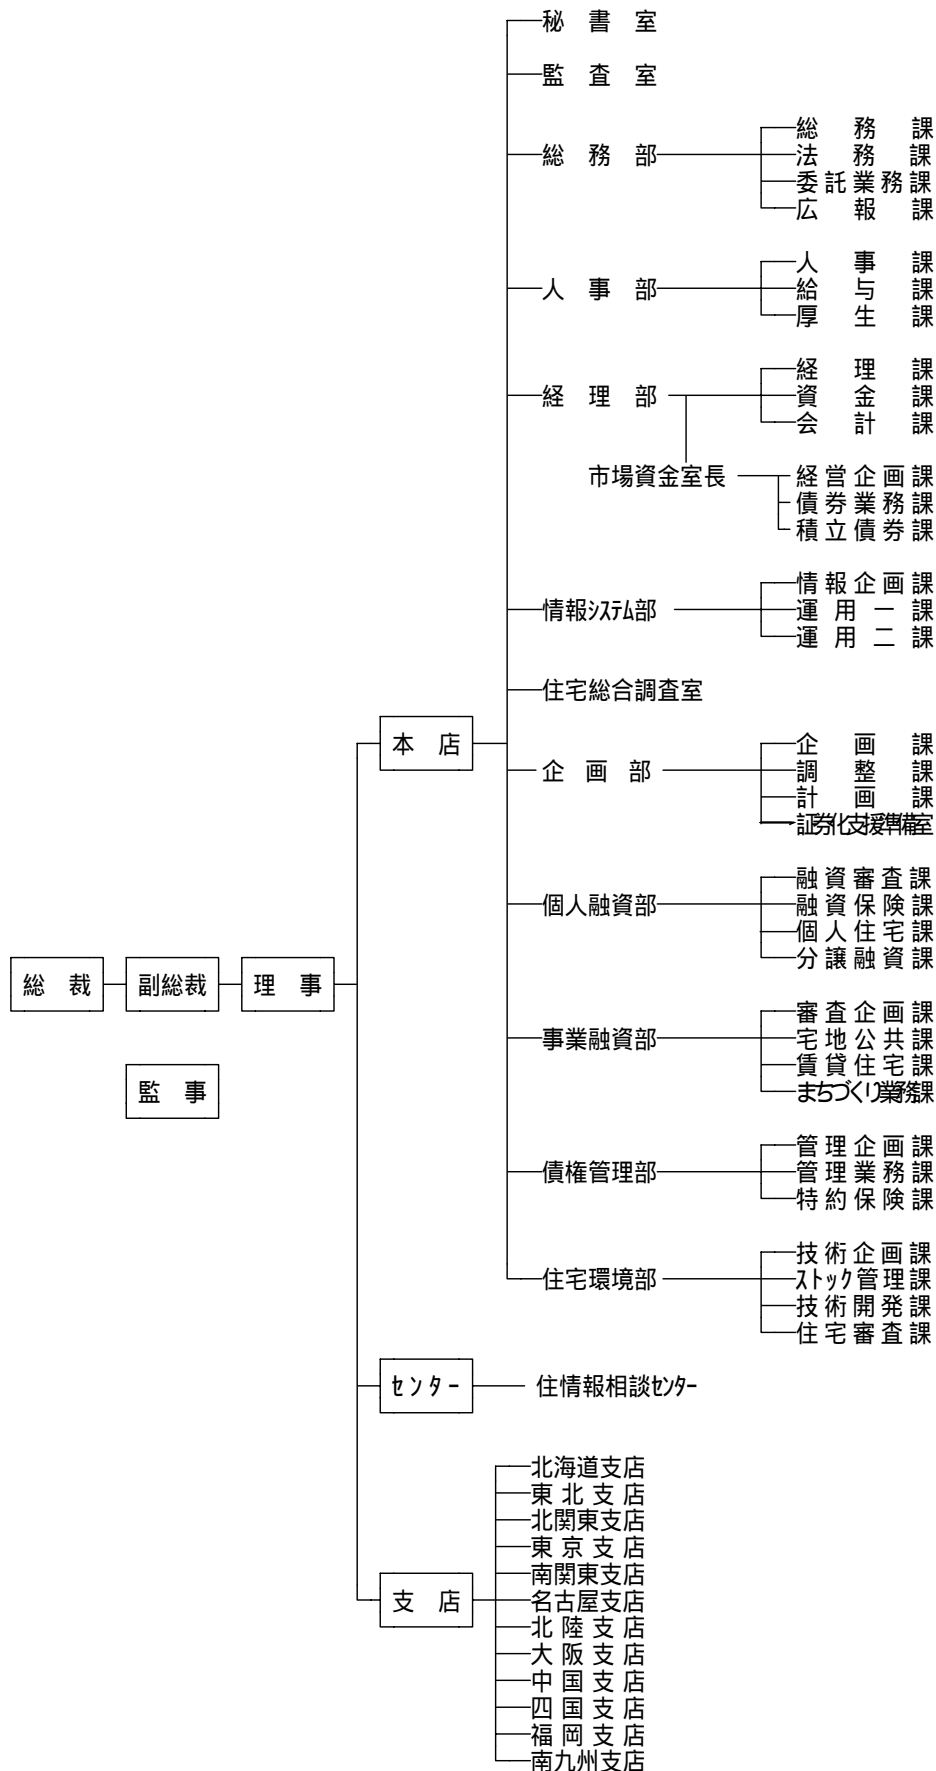 秘書室
監査室
総務部
総務課
法務課
委託業務課
広報課
人事部
人事課
給与課
厚生課
経理部
経理課
資金課
会計課
市場資金室長
経営企画課
債券業務課
積立債券課
情報システム部
情報企画課
運用一課
運用二課
住宅総合調査室
本店
企画部
企画課
調整課
計画課
証券化支援準備室
個人融資部
融資審査課
融資保険課
個人住宅課
分譲融資課
総裁
副総裁
理事
監事
事業融資部
審査企画課
宅地公共課
賃貸住宅課
まちづくり業務課
債権管理部
管理企画課
管理業務課
特約保険課
住宅環境部
技術企画課
ストック管理課
技術開発課
住宅審査課
センター
住情報相談センター
支店
北海道支店
東北支店
北関東支店
東京支店
南関東支店
名古屋支店
北陸支店
大阪支店
中国支店
四国支店
福岡支店
南九州支店